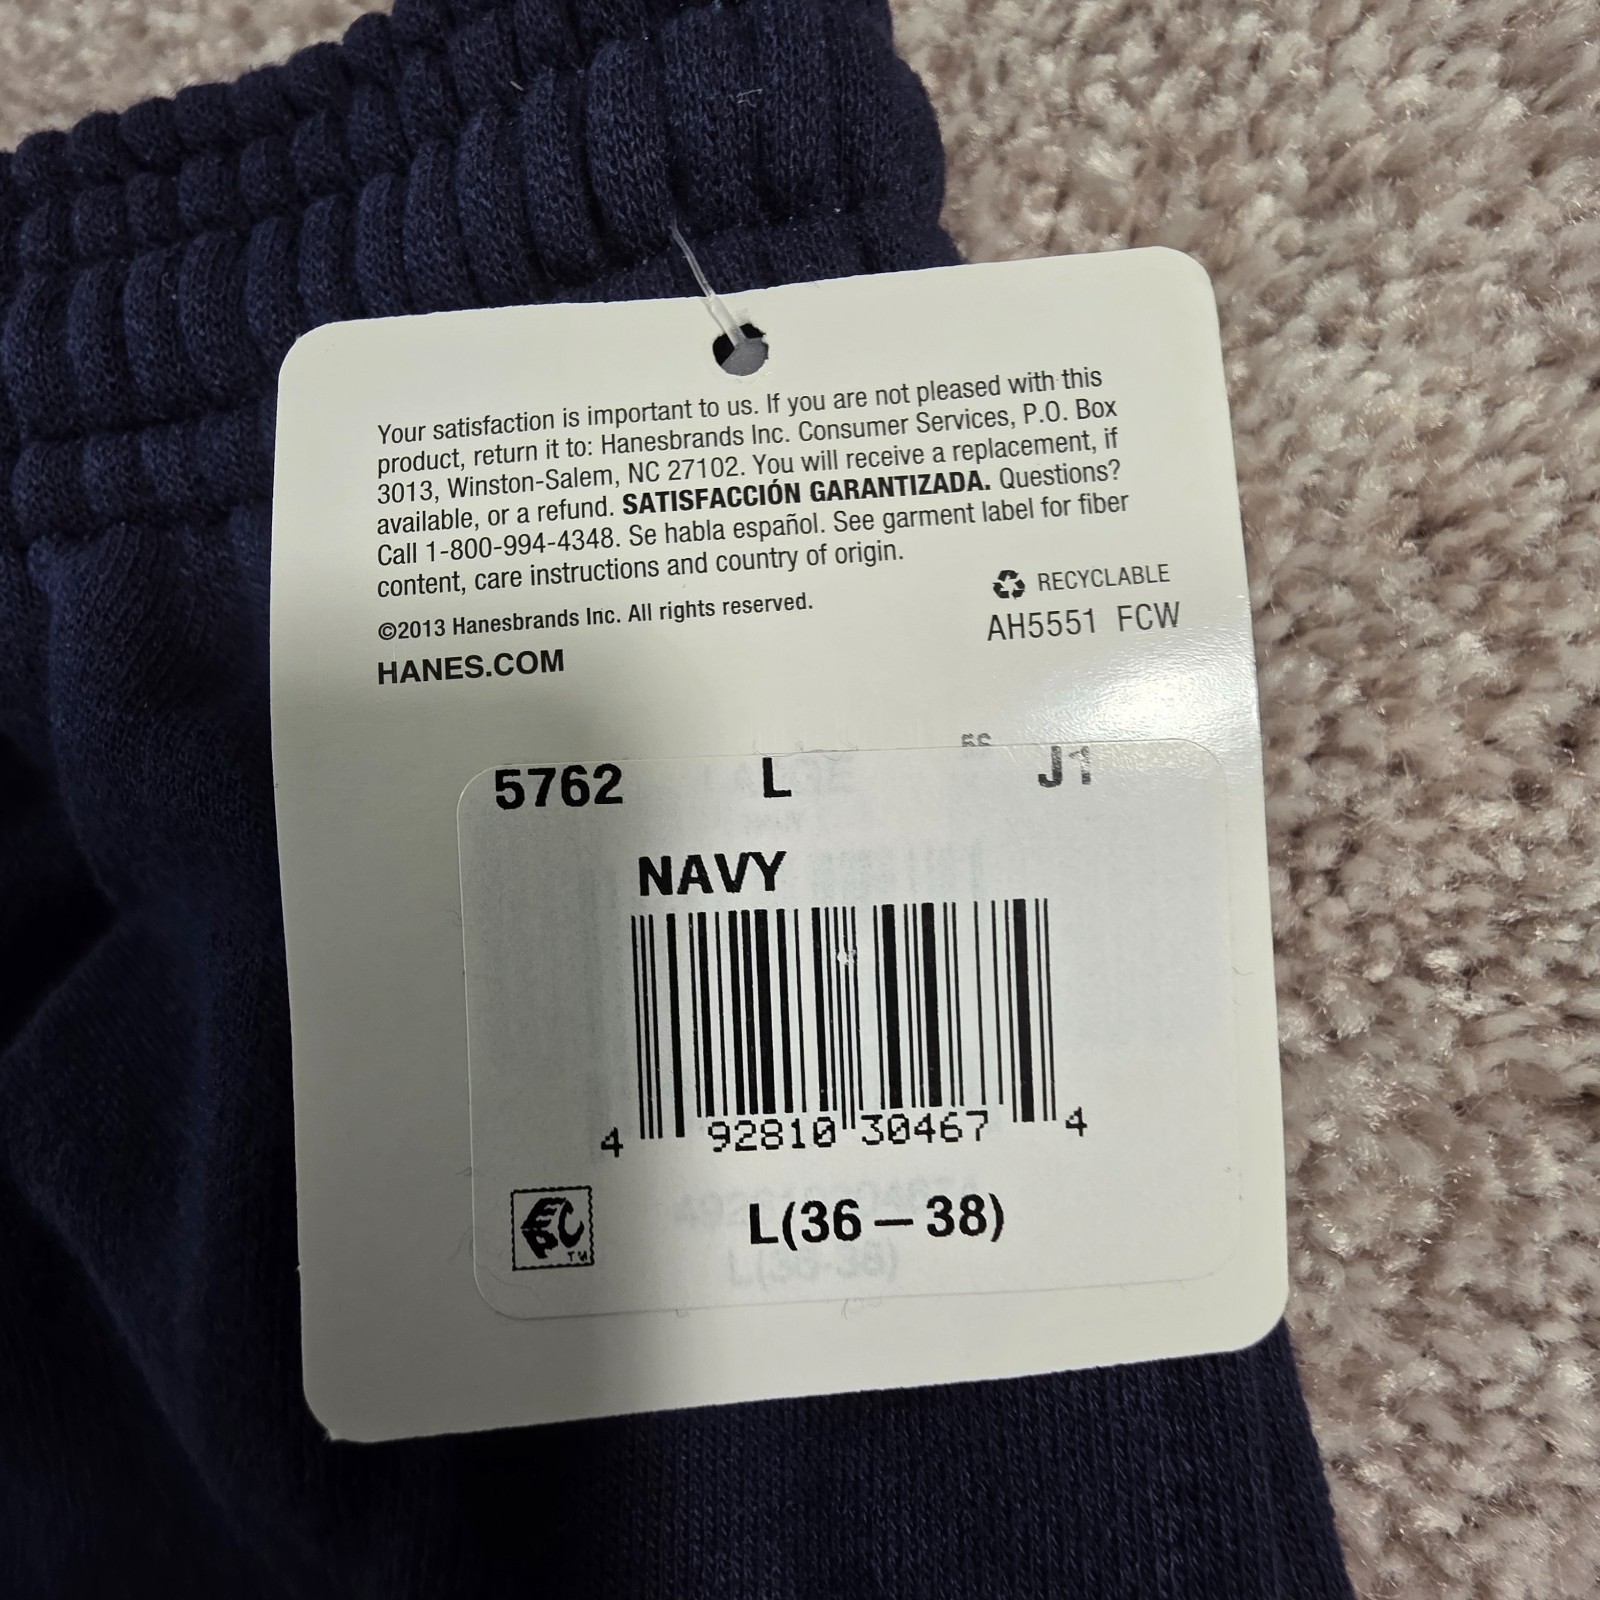 Your satisfaction is important to us. If you are not pleased with this
product, return it to: Hanesbrands Inc. Consumer Services, P.O. Box
3013, Winston-Salem, NC 27102. You will receive a replacement, if
available, or a refund. SATISFACCIÓN GARANTIZADA. Questions?
Call 1-800-994-4348. Se habla español. See garment label for fiber
content, care instructions and country of origin.
©2013 Hanesbrands Inc. All rights reserved.
HANES.COM
RECYCLABLE
AH5551 FCW
5762 L J1
NAVY
4 92810 30467 4
L(36-38)
TM